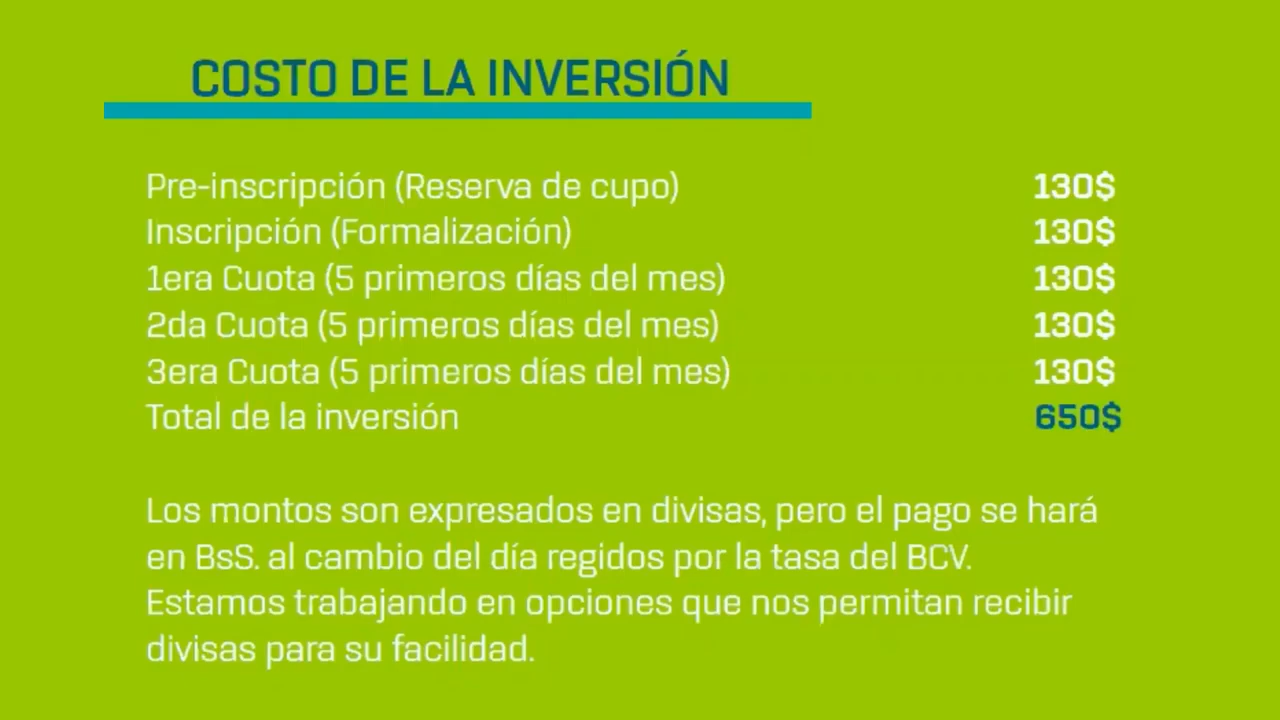 COSTO DE LA INVERSIÓN
Pre-inscripción (Reserva de cupo) 130$
Inscripción (Formalización) 130$
1era Cuota (5 primeros días del mes) 130$
2da Cuota (5 primeros días del mes) 130$
3era Cuota (5 primeros días del mes) 130$
Total de la inversión 650$
Los montos son expresados en divisas, pero el pago se hará
en BsS. al cambio del día regidos por la tasa del BCV.
Estamos trabajando en opciones que nos permitan recibir
divisas para su facilidad.